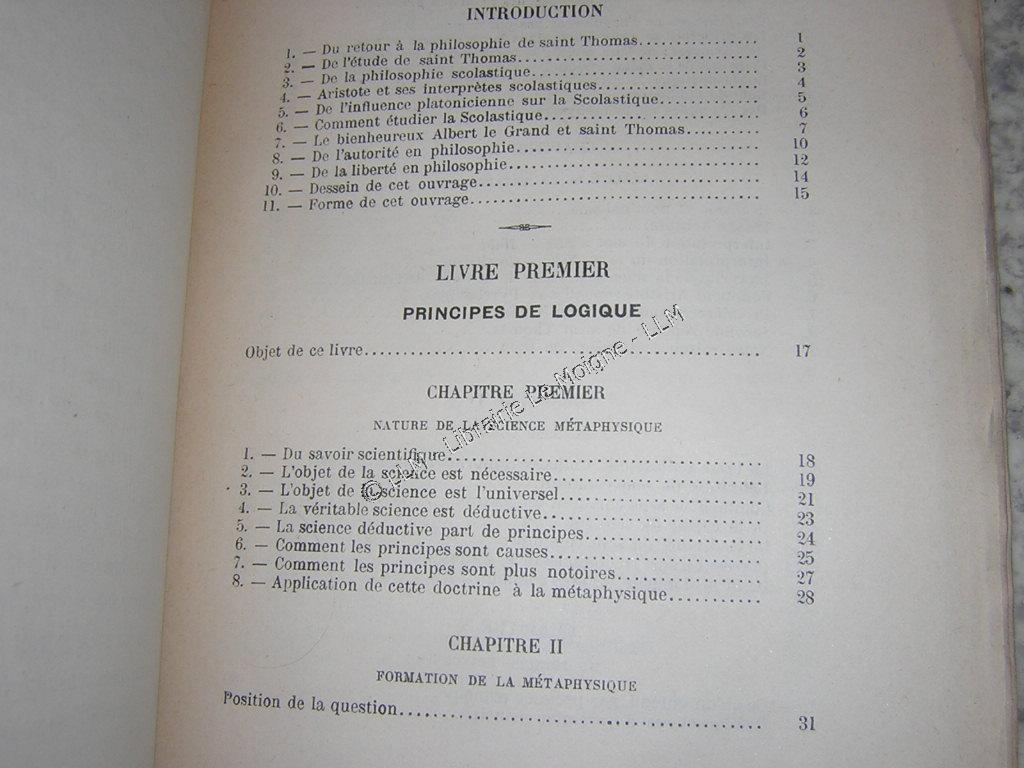 INTRODUCTION
1. — Du retour à la philosophie de saint Thomas................ 1
2. — De l'étude de saint Thomas................ 2
3. — De la philosophie scolastique................ 3
4. — Aristote et ses interprètes scolastiques................ 4
5. — De l'influence platonicienne sur la Scolastique................ 5
6. — Comment étudier la Scolastique................ 6
7. — Le bienheureux Albert le Grand et saint Thomas................ 7
8. — De l'autorité en philosophie................ 10
9. — De la liberté en philosophie................ 12
10. — Dessein de cet ouvrage................ 14
11. — Forme de cet ouvrage................ 15
LIVRE PREMIER
PRINCIPES DE LOGIQUE
Objet de ce livre................ 17
CHAPITRE PREMIER
NATURE DE LA SCIENCE MÉTAPHYSIQUE
1. — Du savoir scientifique................ 18
2. — L'objet de la science est nécessaire................ 19
3. — L'objet de la science est l'universel................ 21
4. — La véritable science est déductive................ 23
5. — La science déductive part de principes................ 24
6. — Comment les principes sont causes................ 25
7. — Comment les principes sont plus notoires................ 27
8. — Application de cette doctrine à la métaphysique................ 28
CHAPITRE II
FORMATION DE LA MÉTAPHYSIQUE
Position de la question................ 31
© LLM - Librairie Le Moigne - LLM